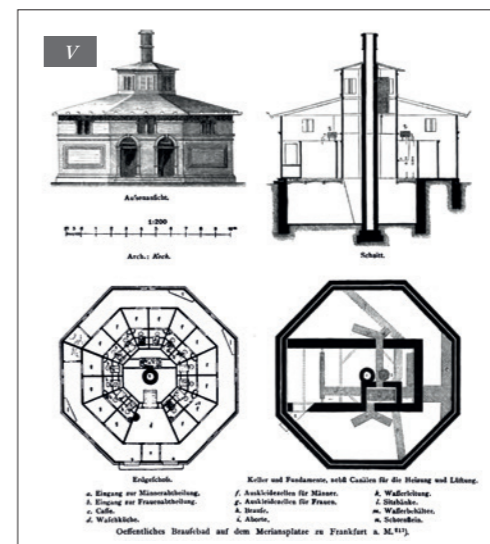 V
Außenansicht.
1:200
Arch.: Koch.
Schnitt.
Erdgeschoß.
Keller und Fundamente, nebst Canälen für die Heizung und Lüftung.
a. Eingang zur Männerabtheilung.
b. Eingang zur Frauenabtheilung.
c. Casse.
d. Waschküche.
f. Auskleidezellen für Männer.
g. Auskleidezellen für Frauen.
h. Brause.
i. Aborte.
k. Wasserleitung.
l. Sitzbänke.
m. Wasserbehälter.
n. Schornstein.
Oeffentliches Brausebad auf dem Merianplatze zu Frankfurt a. M.